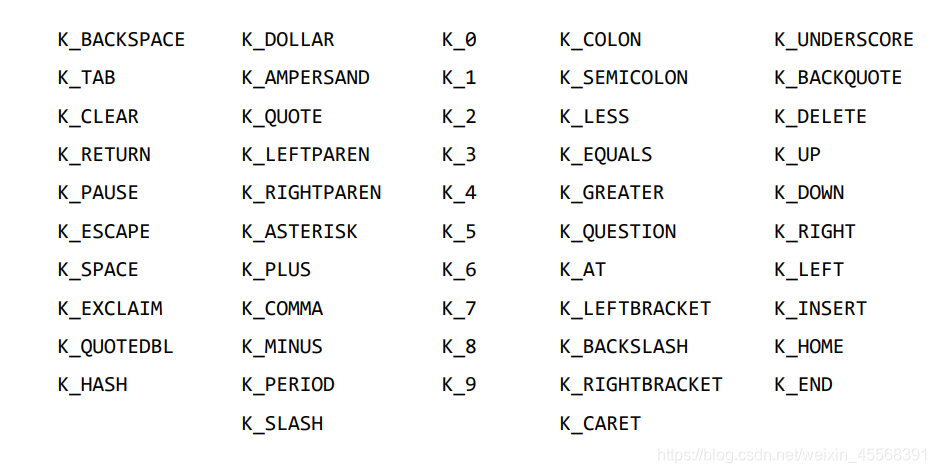 K_BACKSPACE K_DOLLAR K_0 K_COLON K_UNDERSCORE
K_TAB K_AMPERSAND K_1 K_SEMICOLON K_BACKQUOTE
K_CLEAR K_QUOTE K_2 K_LESS K_DELETE
K_RETURN K_LEFTPAREN K_3 K_EQUALS K_UP
K_PAUSE K_RIGHTPAREN K_4 K_GREATER K_DOWN
K_ESCAPE K_ASTERISK K_5 K_QUESTION K_RIGHT
K_SPACE K_PLUS K_6 K_AT K_LEFT
K_EXCLAIM K_COMMA K_7 K_LEFTBRACKET K_INSERT
K_QUOTEDBL K_MINUS K_8 K_BACKSLASH K_HOME
K_HASH K_PERIOD K_9 K_RIGHTBRACKET K_END
K_SLASH K_CARET
https://blog.csdn.net/weixin_45568391